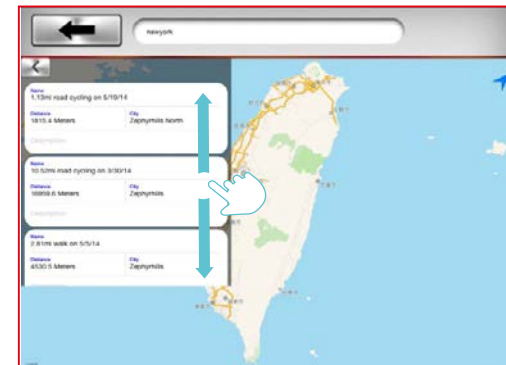 newyork
Name
1.13mi road cycling on 5/19/14
Distance City
1815.4 Meters Zephyrhills North
Description
Name
10.52mi road cycling on 3/30/14
Distance City
16959.6 Meters Zephyrhills
Description
Name
2.81mi walk on 5/5/14
Distance City
4530.5 Meters Zephyrhills